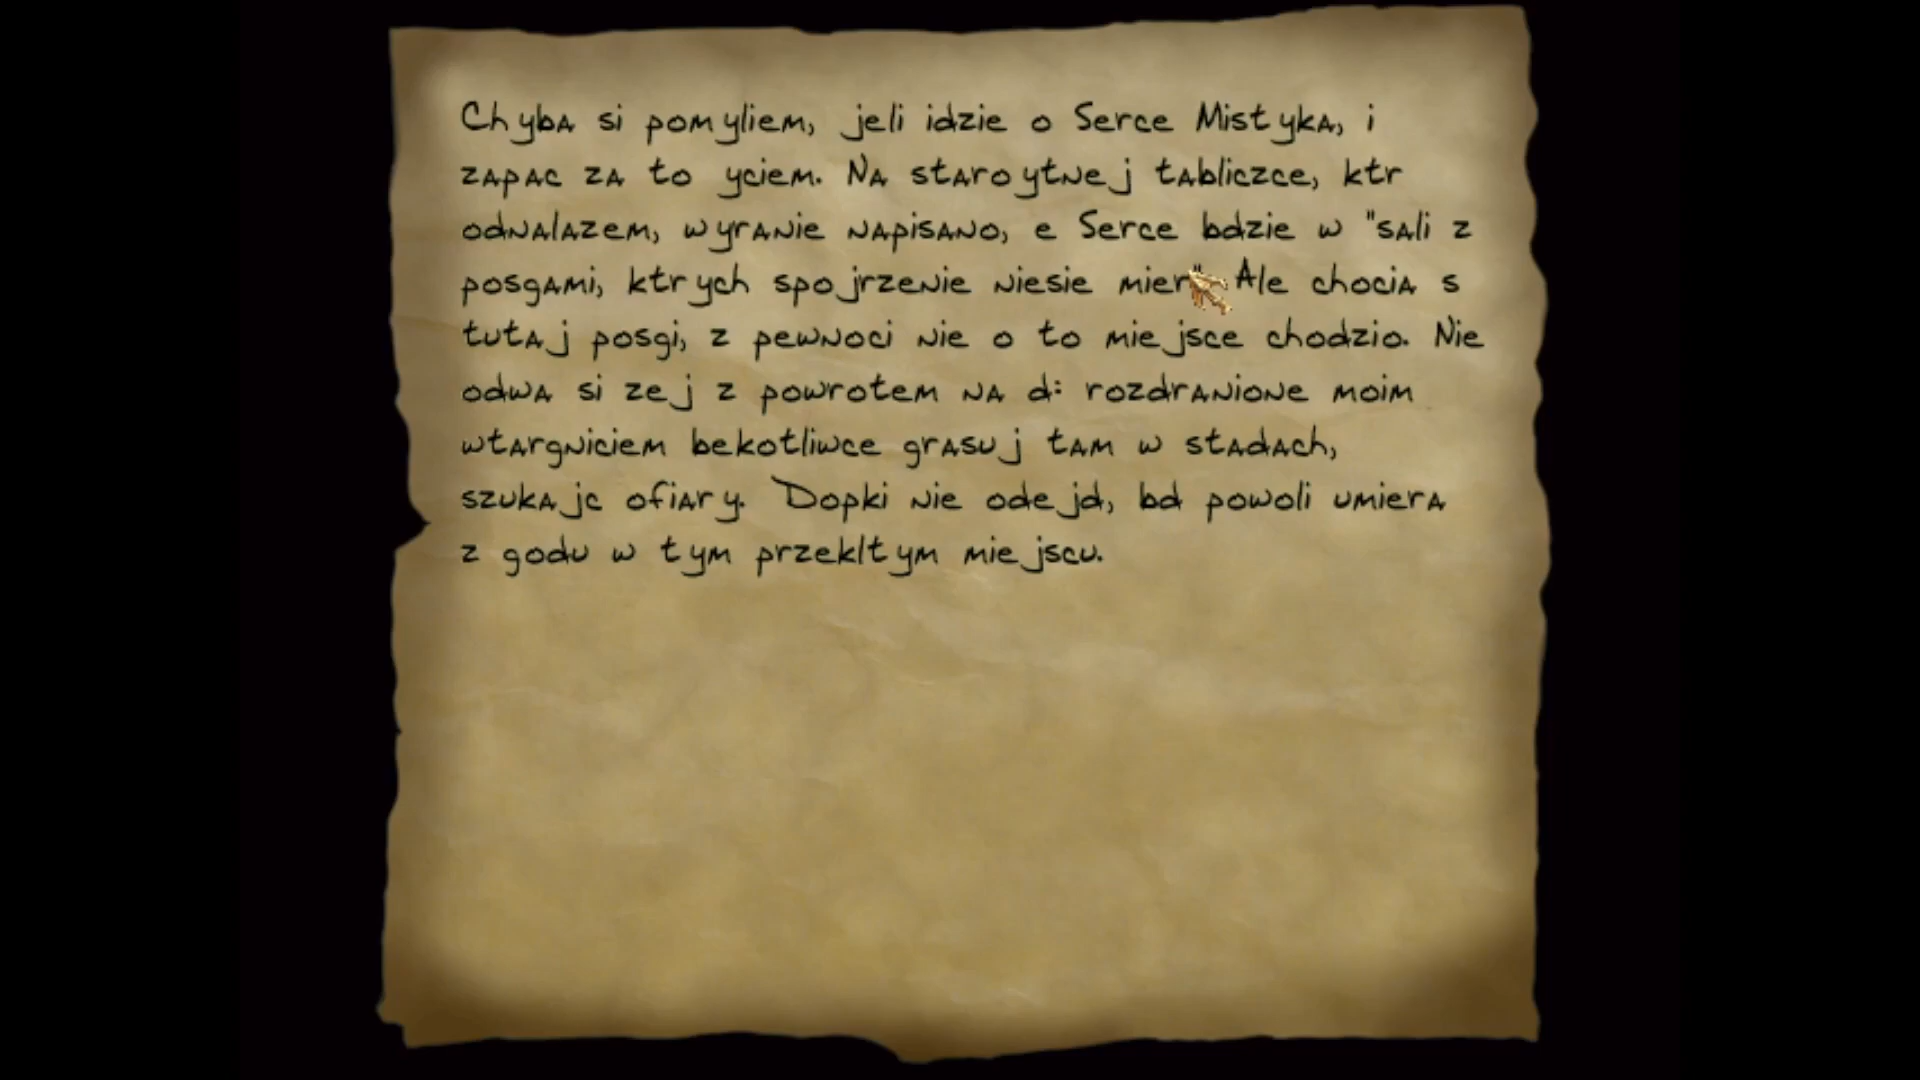 Chyba si pomyliem, jeli idzie o Serce Mistyka, i
zapac za to yciem. Na staroytnej tabliczce, ktr
odnalazem, wyranie napisano, e Serce bdzie w "sali z
posgami, ktrych spojrzenie niesie mier". Ale chocia s
tutaj posgi, z pewnoci nie o to miejsce chodzio. Nie
odwa si zej z powrotem na d: rozdranione moim
wtargniciem bekotliwce grasuj tam w stadach,
szukajc ofiary. Dopki nie odejd, bd powoli umiera
z godu w tym przekltym miejscu.